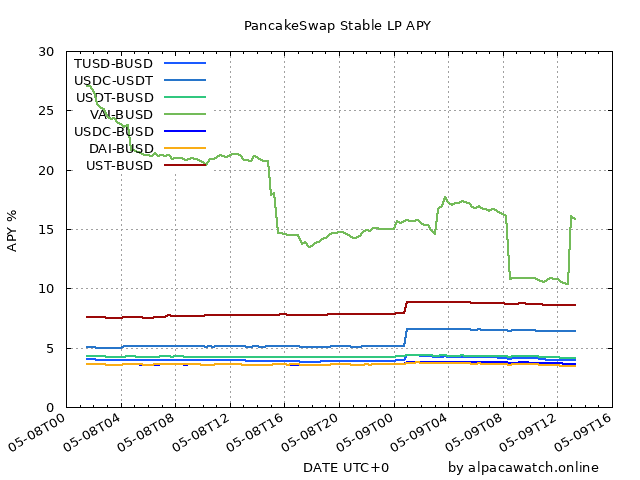 PancakeSwap Stable LP APY
30
25
20
15
10
5
0
APY %
TUSD-BUSD
USDC-USDT
USDT-BUSD
VAI-BUSD
USDC-BUSD
DAI-BUSD
UST-BUSD
05-08T00
05-08T04
05-08T08
05-08T12
05-08T16
05-08T20
05-09T00
05-09T04
05-09T08
05-09T12
05-09T16
DATE UTC+0
by alpacawatch.online